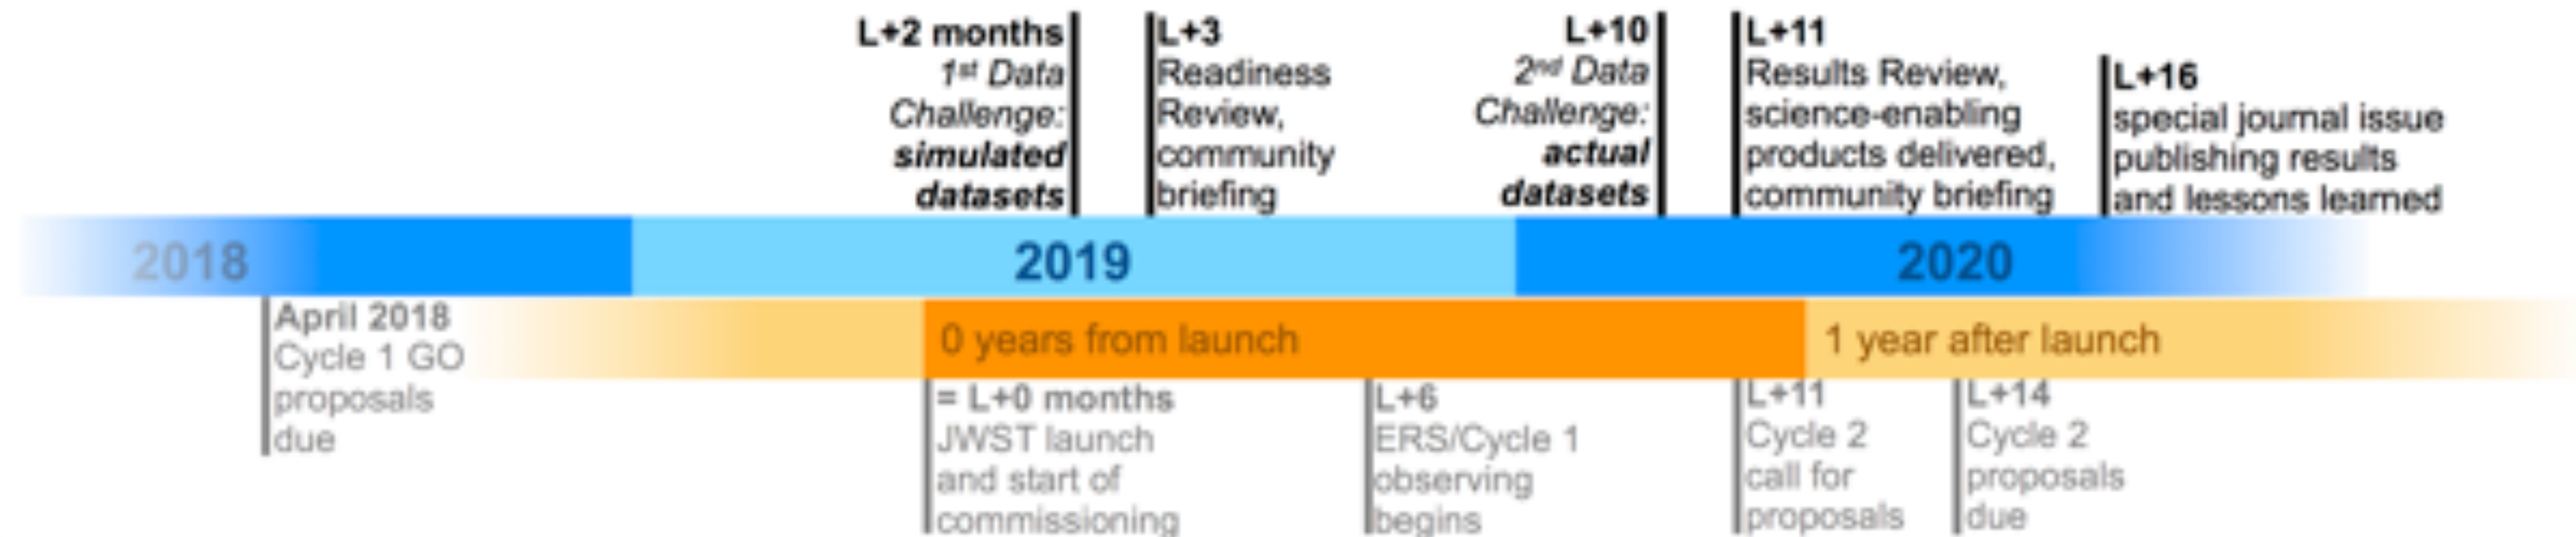 L+2 months
1st Data
Challenge:
simulated
datasets
L+3
Readiness
Review,
community
briefing
L+10
2nd Data
Challenge:
actual
datasets
L+11
Results Review,
science-enabling
products delivered,
community briefing
L+16
special journal issue
publishing results
and lessons learned
2018
2019
2020
0 years from launch
1 year after launch
April 2018
Cycle 1 GO
proposals
due
= L+0 months
JWST launch
and start of
commissioning
L+6
ERS/Cycle 1
observing
begins
L+11
Cycle 2
call for
proposals
L+14
Cycle 2
proposals
due